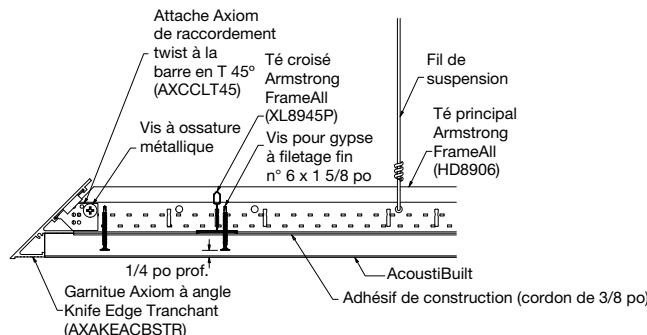 Attache Axiom
de raccordement
twist à la
barre en T 45º
(AXCCLT45)
Vis à ossature
métallique
Té croisé
Armstrong
FrameAll
(XL8945P)
Vis pour gypse
à filetage fin
n° 6 x 1 5/8 po
Fil de
suspension
Té principal
Armstrong
FrameAll
(HD8906)
1/4 po prof.
Garnitue Axiom à angle
Knife Edge Tranchant
(AXAKEACBSTR)
AcoustiBuilt
Adhésif de construction (cordon de 3/8 po)